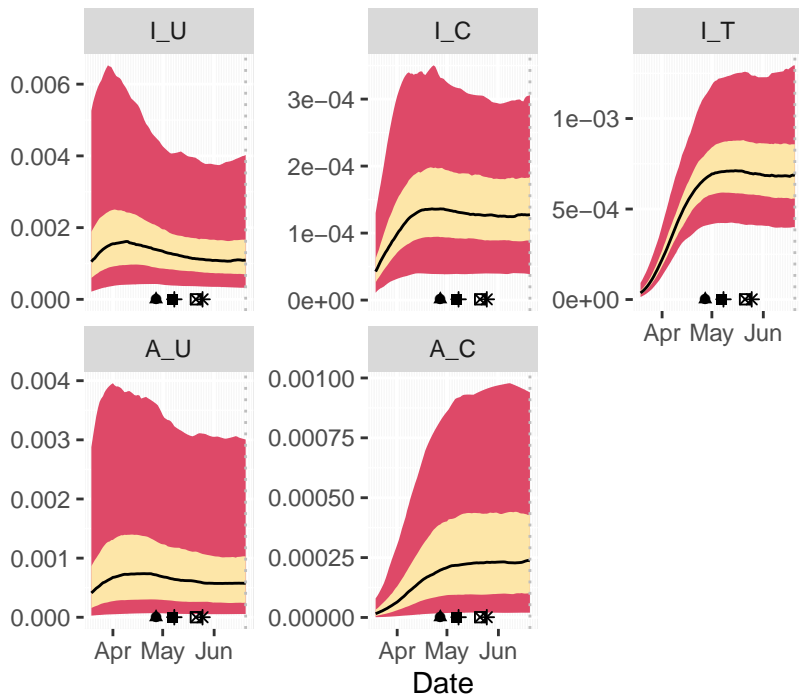 I_U
I_C
I_T
0.006
0.004
0.002
0.000
3e−04
2e−04
1e−04
0e+00
1e−03
5e−04
0e+00
Apr May Jun
A_U
A_C
0.004
0.003
0.002
0.001
0.000
0.00100
0.00075
0.00050
0.00025
0.00000
Apr May Jun
Apr May Jun
Date